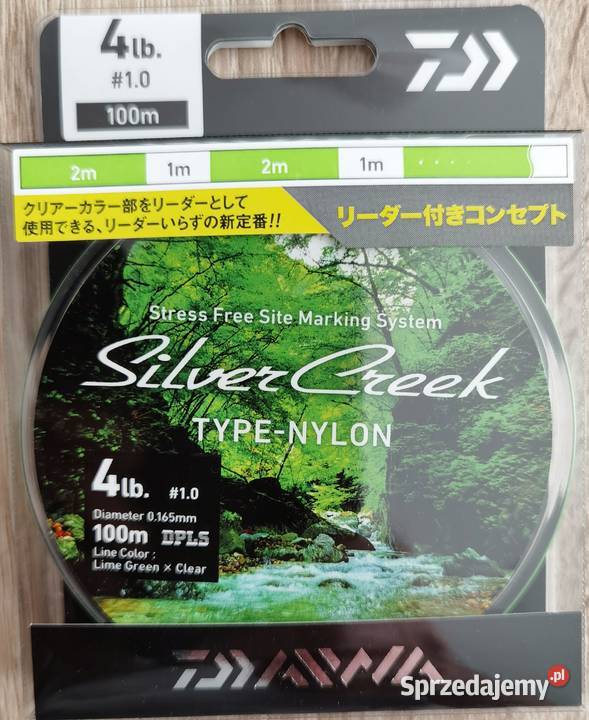 4lb.
#1.0
100m
2m 1m 2m 1m
クリアーカラー部をリーダーとして
使用できる、リーダーいらずの新定番!!
リーダー付きコンセプト
Stress Free Site Marking System
Silver Creek
TYPE-NYLON
4lb. #1.0
Diameter 0.165mm
100m DPLS
Line Color :
Lime Green × Clear
DAIWA
Sprzedajemy.pl